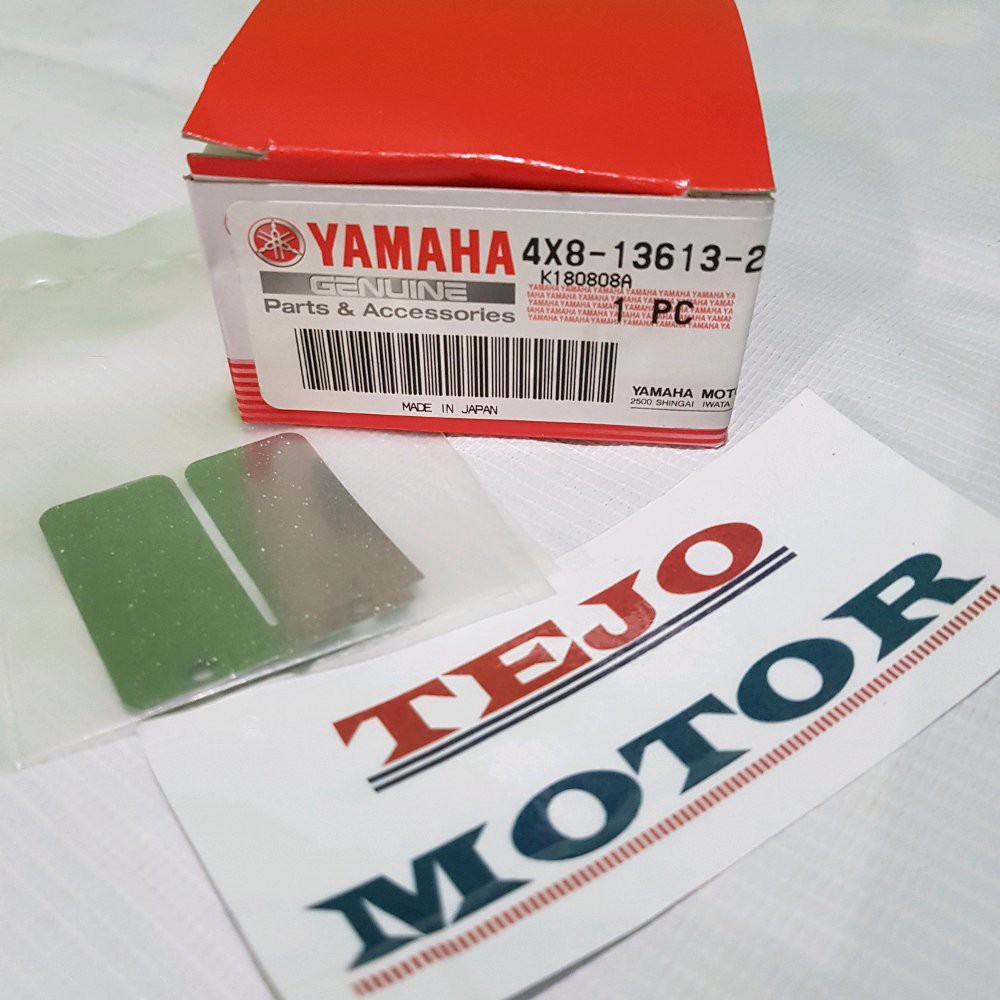 YAMAHA
4X8-13613-2
GENUINE
K180808A
Parts & Accessories
1 PC
MADE IN JAPAN
YAMAHA MOT
2500 SHINGAI IWATA
TEJO
MOTOR